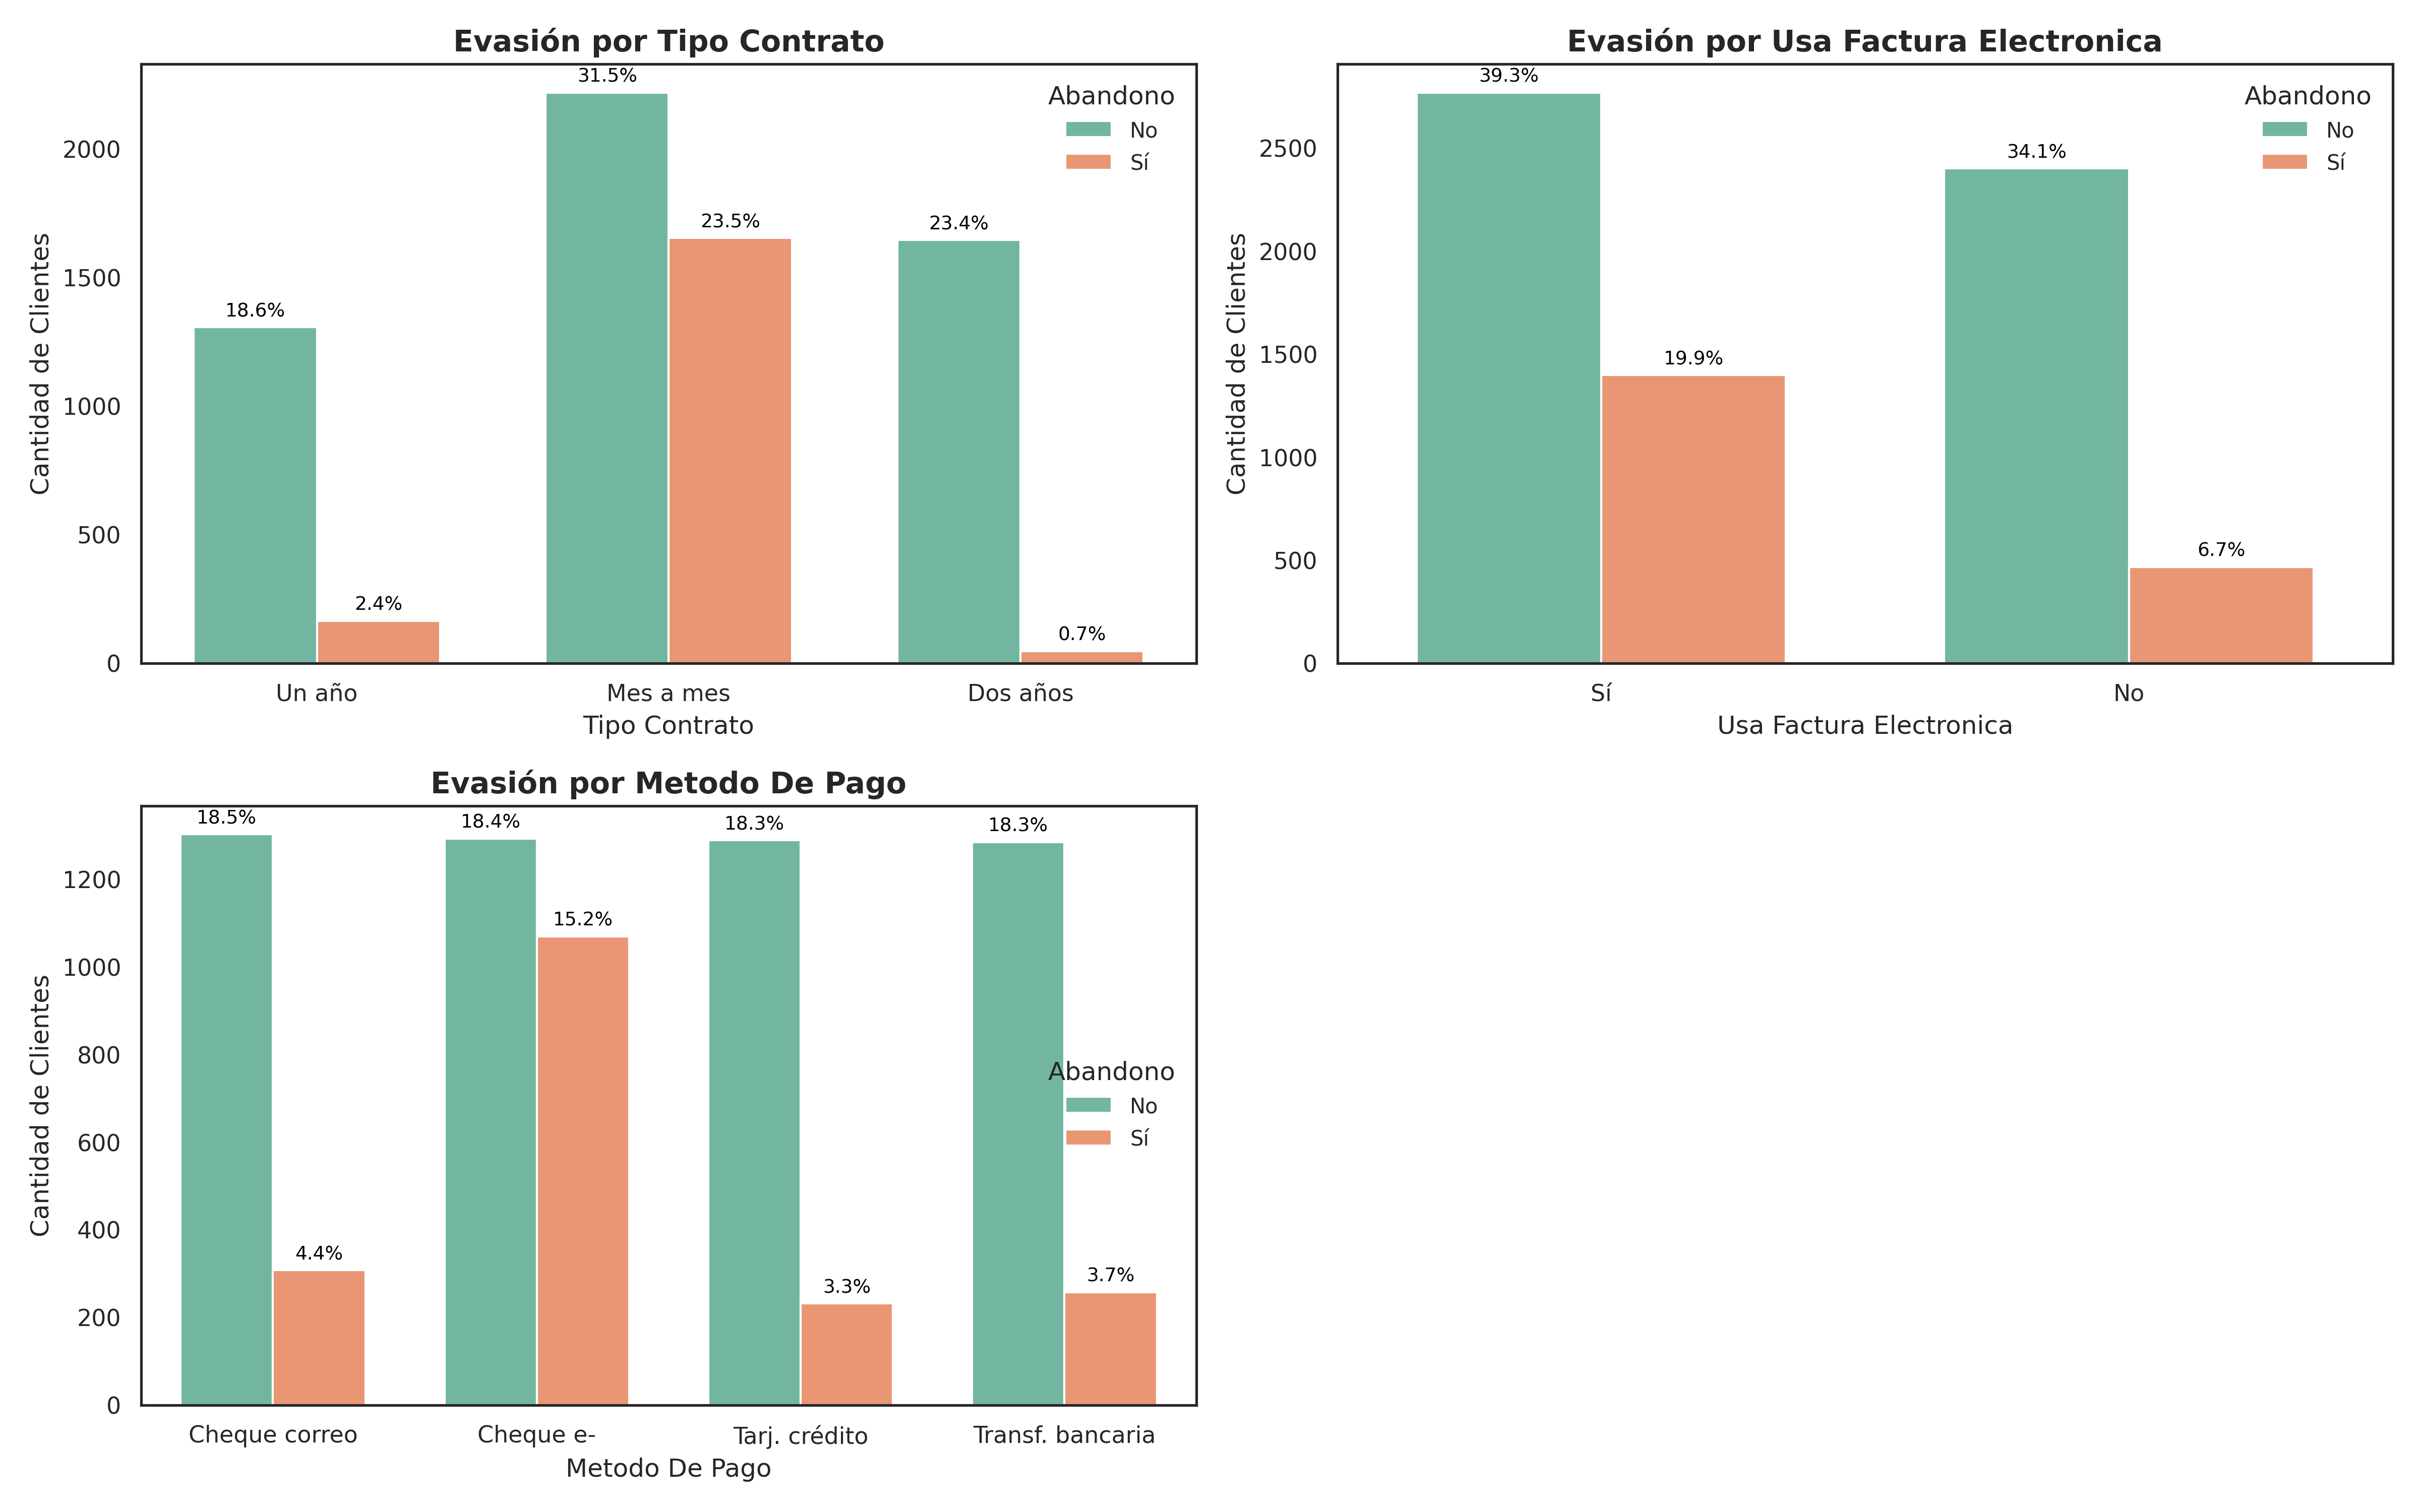 Evasión por Tipo Contrato
Cantidad de Clientes
2000
1500
1000
500
0
31.5%
23.5%
23.4%
18.6%
2.4%
0.7%
Abandono
No
Sí
Un año
Mes a mes
Dos años
Tipo Contrato
Evasión por Usa Factura Electronica
Cantidad de Clientes
2500
2000
1500
1000
500
0
39.3%
34.1%
19.9%
6.7%
Abandono
No
Sí
Sí
No
Usa Factura Electronica
Evasión por Metodo De Pago
Cantidad de Clientes
1200
1000
800
600
400
200
0
18.5%
18.4%
18.3%
18.3%
15.2%
4.4%
3.3%
3.7%
Abandono
No
Sí
Cheque correo
Cheque e-
Tarj. crédito
Transf. bancaria
Metodo De Pago